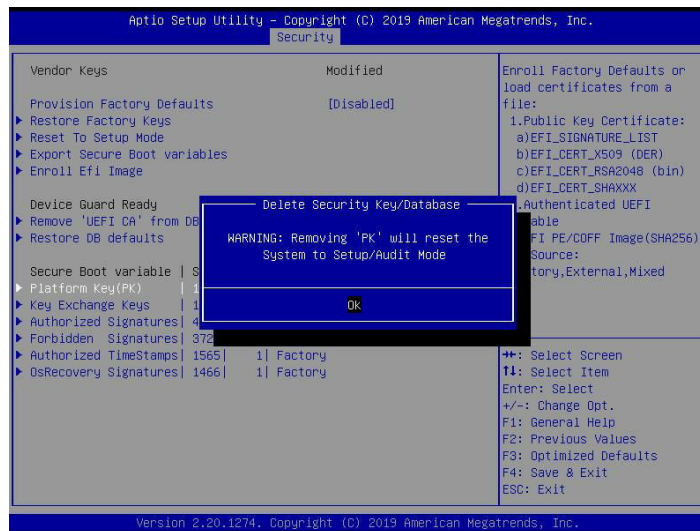 Aptio Setup Utility – Copyright (C) 2019 American Megatrends, Inc.
Security
Vendor Keys Modified
Provision Factory Defaults [Disabled]
Restore Factory Keys
Reset To Setup Mode
Export Secure Boot variables
Enroll Efi Image
Device Guard Ready
Remove 'UEFI CA' from DB
Restore DB defaults
Secure Boot variable | S
Platform Key(PK) | 1
Key Exchange Keys | 1
Authorized Signatures| 4
Forbidden Signatures| 372
Authorized TimeStamps| 1565| 1| Factory
OsRecovery Signatures| 1466| 1| Factory
Delete Security Key/Database
WARNING: Removing 'PK' will reset the
System to Setup/Audit Mode
Ok
Enroll Factory Defaults or
load certificates from a
file:
1.Public Key Certificate:
a)EFI_SIGNATURE_LIST
b)EFI_CERT_X509 (DER)
c)EFI_CERT_RSA2048 (bin)
d)EFI_CERT_SHAXXX
.Authenticated UEFI
able
FI PE/COFF Image(SHA256)
Source:
tory,External,Mixed
→←: Select Screen
↑↓: Select Item
Enter: Select
+/-: Change Opt.
F1: General Help
F2: Previous Values
F3: Optimized Defaults
F4: Save & Exit
ESC: Exit
Version 2.20.1274. Copyright (C) 2019 American Megatrends, Inc.